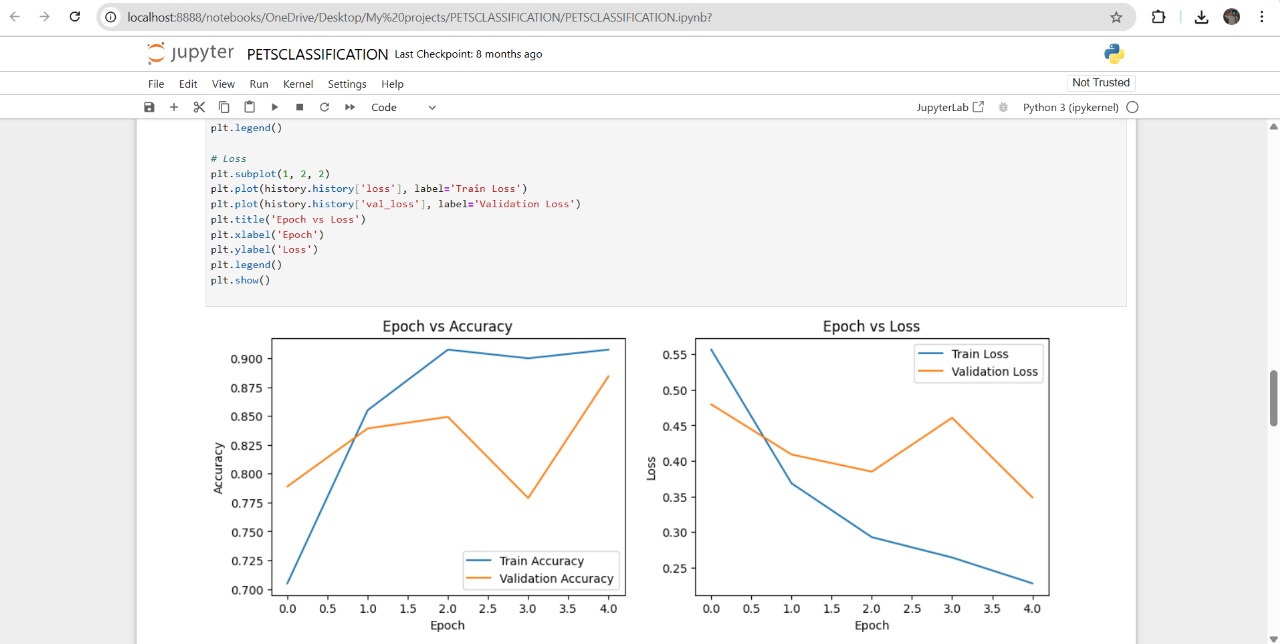 localhost:8888/notebooks/OneDrive/Desktop/My%20projects/PETSCLASSIFICATION/PETSCLASSIFICATION.ipynb?
jupyter PETSCLASSIFICATION Last Checkpoint: 8 months ago
File Edit View Run Kernel Settings Help
Not Trusted
Code
JupyterLab
Python 3 (ipykernel)
plt.legend()
# Loss
plt.subplot(1, 2, 2)
plt.plot(history.history['loss'], label='Train Loss')
plt.plot(history.history['val_loss'], label='Validation Loss')
plt.title('Epoch vs Loss')
plt.xlabel('Epoch')
plt.ylabel('Loss')
plt.legend()
plt.show()
Epoch vs Accuracy
0.900
0.875
0.850
0.825
0.800
0.775
0.750
0.725
0.700
Accuracy
Train Accuracy
Validation Accuracy
0.0 0.5 1.0 1.5 2.0 2.5 3.0 3.5 4.0
Epoch
Epoch vs Loss
Train Loss
Validation Loss
0.55
0.50
0.45
0.40
0.35
0.30
0.25
Loss
0.0 0.5 1.0 1.5 2.0 2.5 3.0 3.5 4.0
Epoch